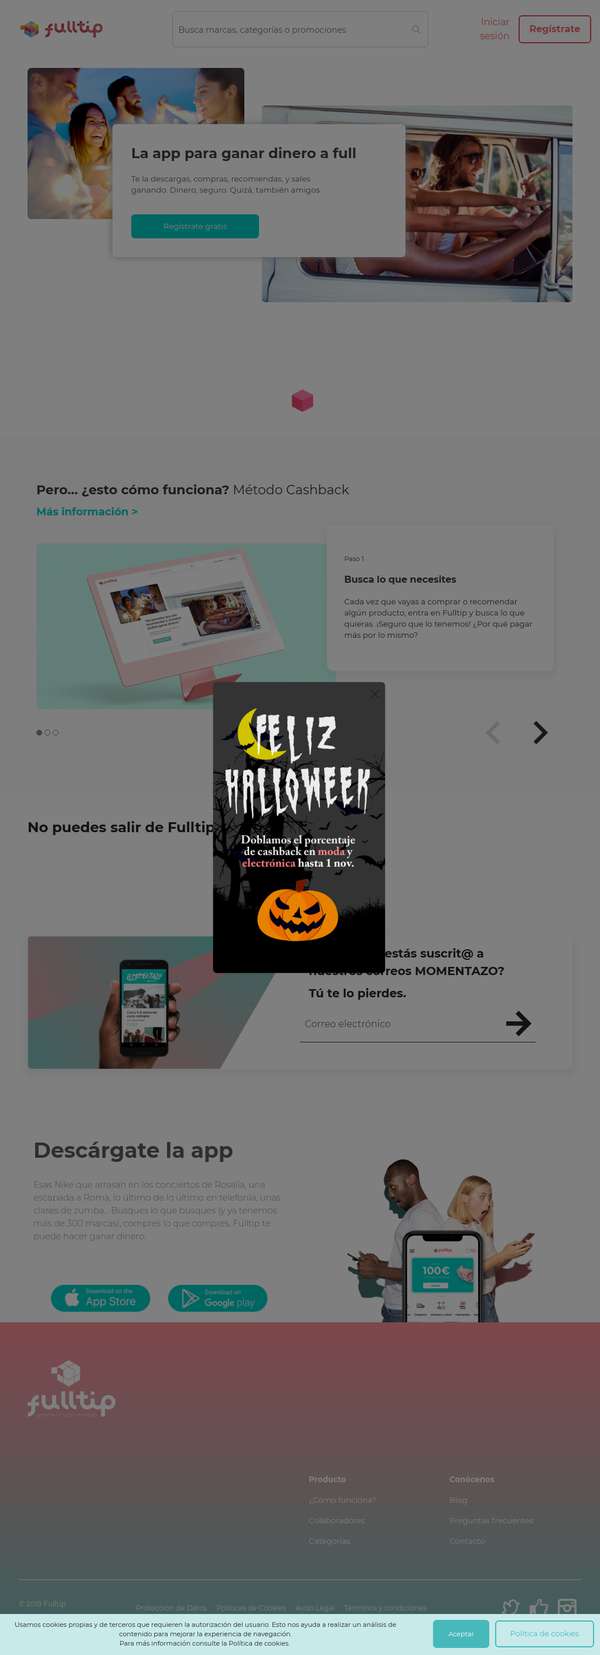 fulltip
Busca marcas, categorías o promociones
Iniciar
sesión
Regístrate
La app para ganar dinero a full
Te la descargas, compras, recomiendas, y sales
ganando. Dinero, seguro. Quizá, también amigos.
Regístrate gratis
Pero... ¿esto cómo funciona? Método Cashback
Más información >
Paso 1
Busca lo que necesites
Cada vez que vayas a comprar o recomendar
algún producto, entra en Fulltip y busca lo que
quieras. ¡Seguro que lo tenemos! ¿Por qué pagar
más por lo mismo?
FELIZ
HALLOWEEK
Doblamos el porcentaje
de cashback en moda y
electrónica hasta 1 nov.
No puedes salir de Fulltip
estás suscrit@ a
nuestros correos MOMENTAZO?
Tú te lo pierdes.
Correo electrónico
Descárgate la app
Esas Nike que arrasan en los conciertos de Rosalía, una
escapada a Roma, lo último de lo último en telefonía, unas
clases de zumba... Busques lo que busques (y ya tenemos
más de 300 marcas), compres lo que compres, Fulltip te
puede hacer ganar dinero.
Download on the
App Store
Download on
Google play
fulltip
100€
fulltip
Producto
Conócenos
¿Cómo funciona?
Blog
Colaboradores
Preguntas frecuentes
Categorías
Contacto
© 2019 Fulltip
Protección de Datos
Políticas de Cookies
Aviso Legal
Términos y condiciones
Usamos cookies propias y de terceros que requieren la autorización del usuario. Esto nos ayuda a realizar un análisis de
contenido para mejorar la experiencia de navegación.
Para más información consulte la Política de cookies.
Aceptar
Política de cookies